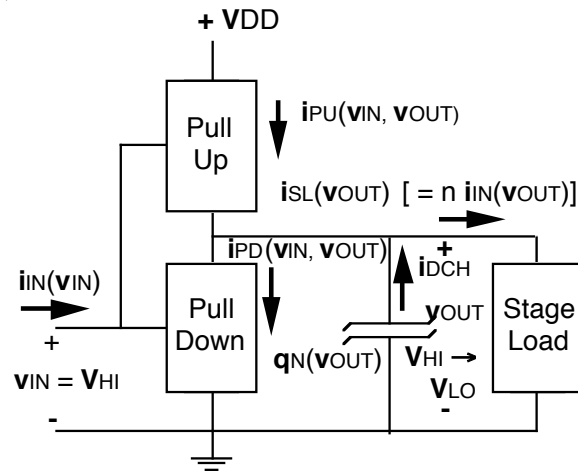 + VDD
Pull
Up
iPU(vIN, vOUT)
iSL(vOUT) [ = n iIN(vOUT)]
iPD(vIN, vOUT)
+
iDCH
iIN(vIN)
Pull
Down
vOUT
Stage
Load
+
qN(vOUT)
VHI →
vIN = VHI
VLO
-
-